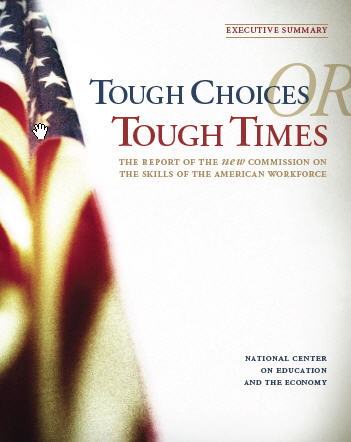 EXECUTIVE SUMMARY
TOUGH CHOICES
OR
TOUGH TIMES
THE REPORT OF THE new COMMISSION ON
THE SKILLS OF THE AMERICAN WORKFORCE
NATIONAL CENTER
ON EDUCATION
AND THE ECONOMY